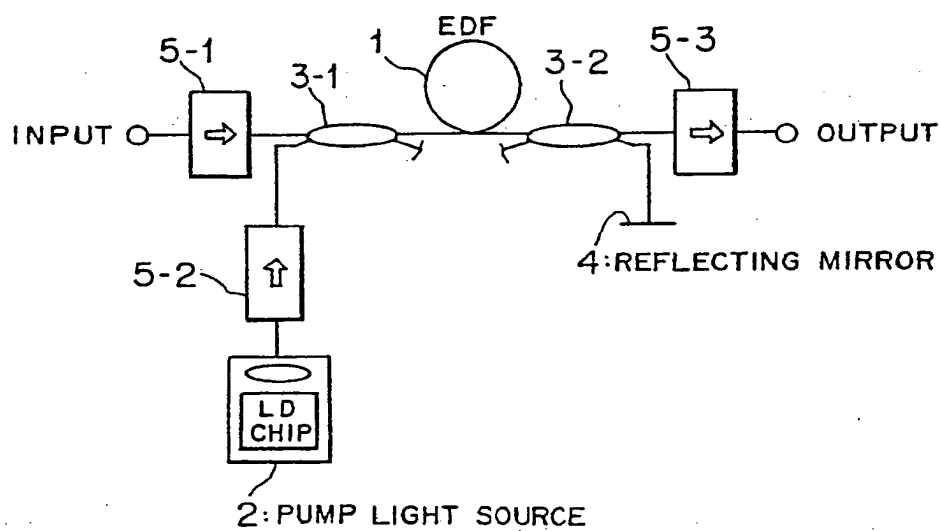 EDF
1
5-1
3-1
3-2
5-3
INPUT
OUTPUT
4:REFLECTING MIRROR
5-2
LD
CHIP
2:PUMP LIGHT SOURCE